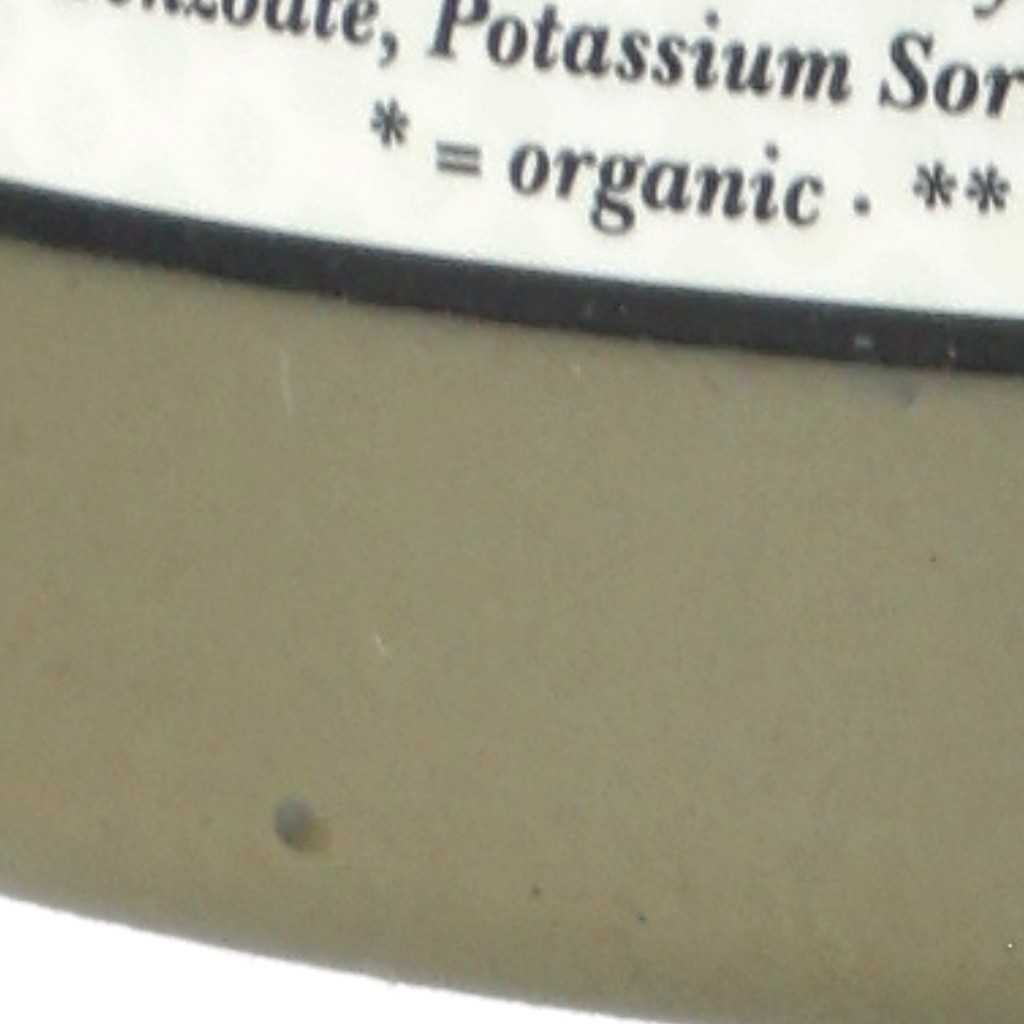 Potassium
* = organic . **